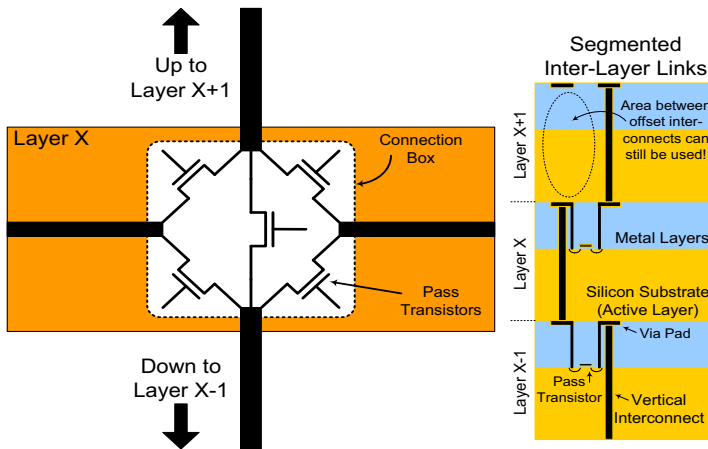 Up to
Layer X+1
Layer X
Connection
Box
Pass
Transistors
Down to
Layer X-1
Segmented
Inter-Layer Links
Layer X+1
Area between
offset inter-
connects can
still be used!
Layer X
Metal Layers
Silicon Substrate
(Active Layer)
Layer X-1
Via Pad
Pass
Transistor
Vertical
Interconnect